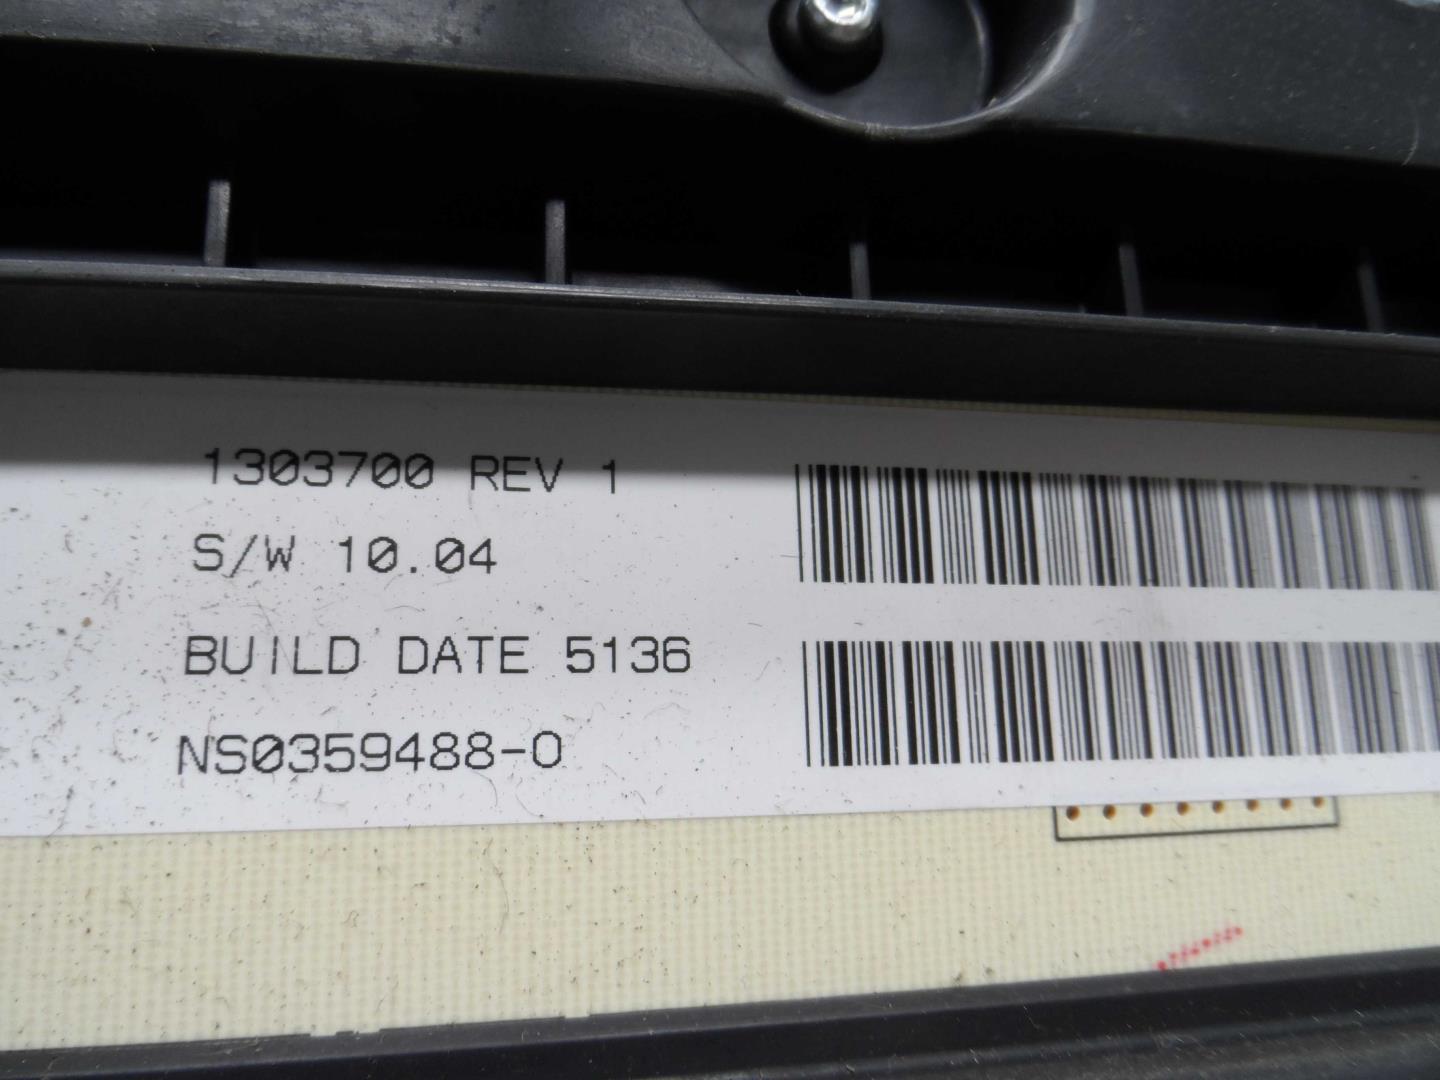 1303700 REV 1
S/W 10.04
BUILD DATE 5136
NS0359488-0